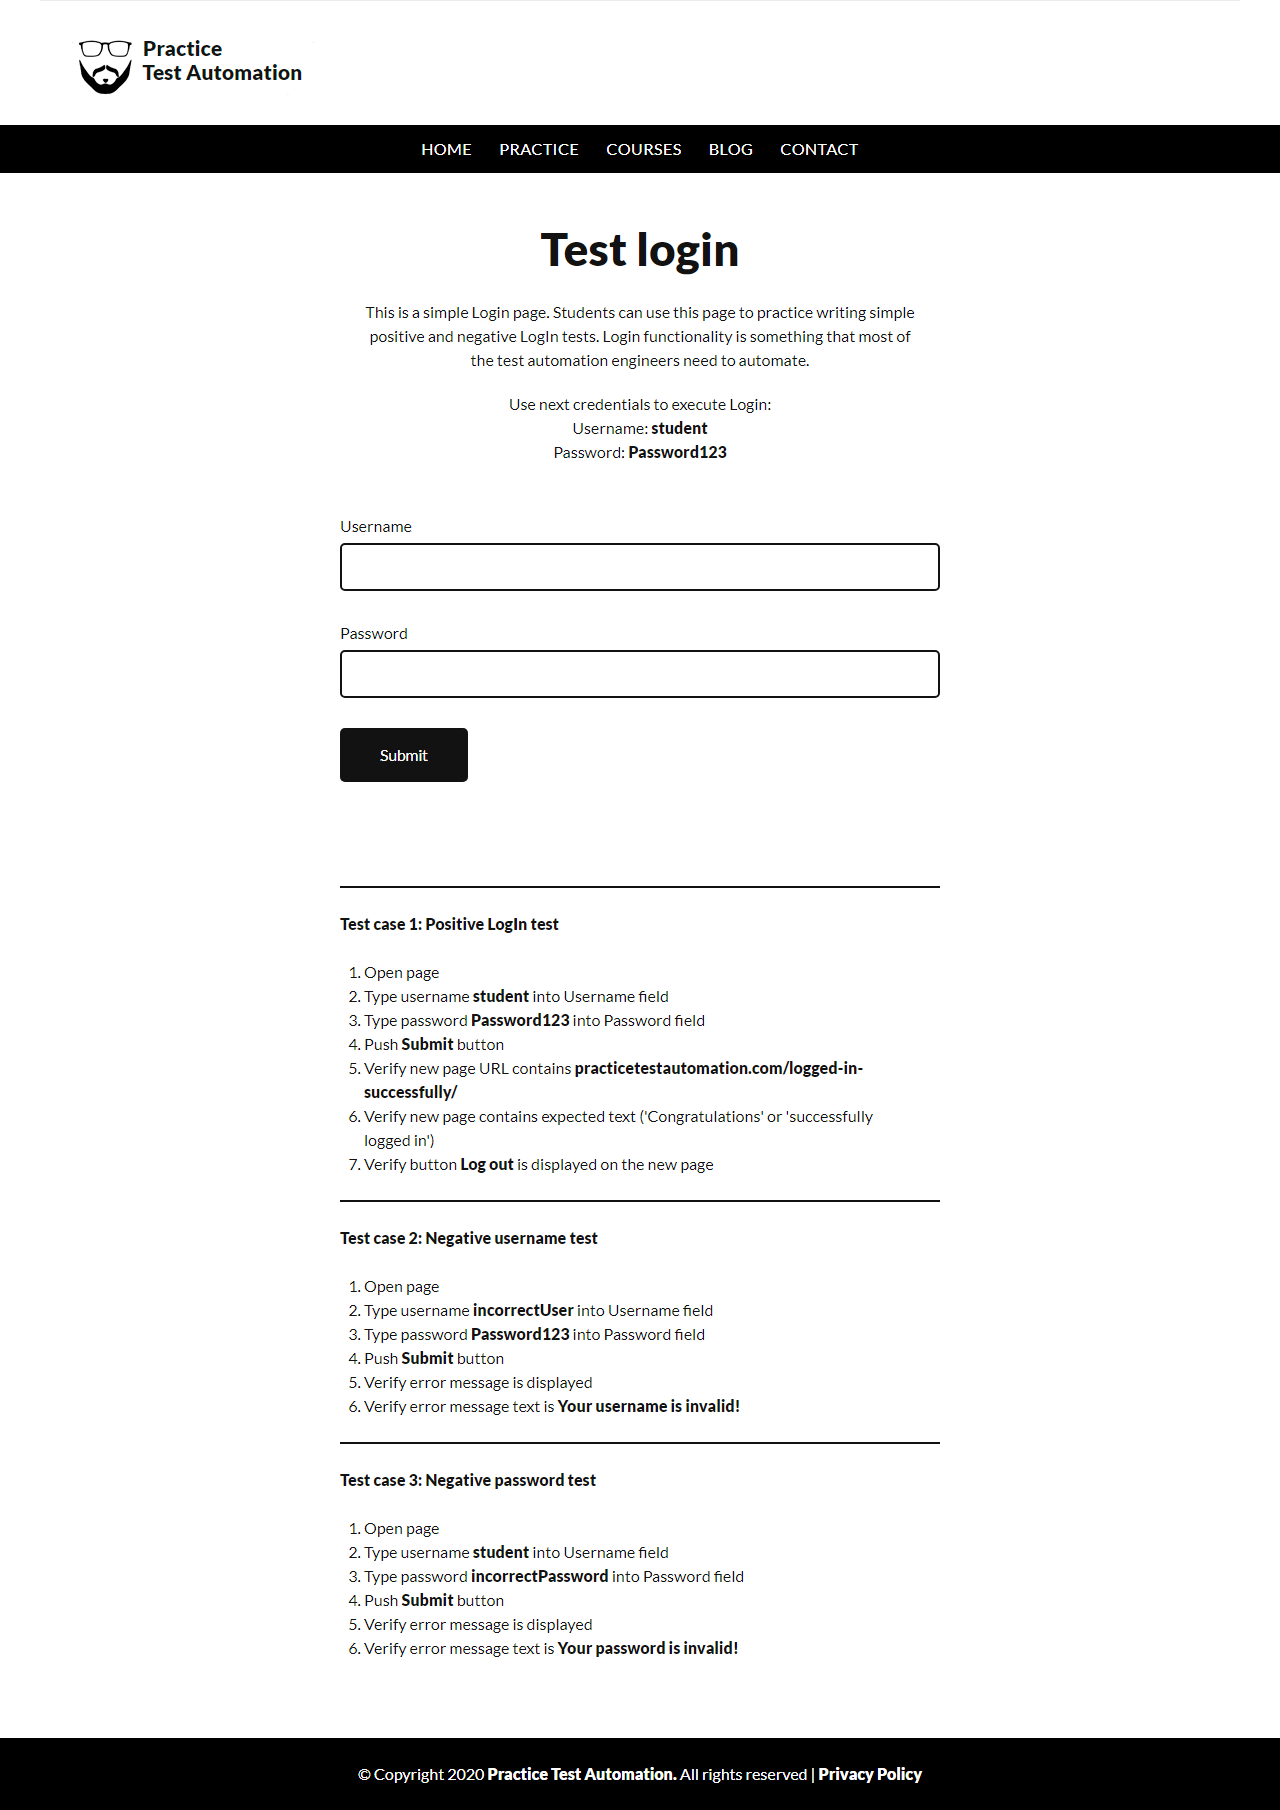 Practice
Test Automation
HOME PRACTICE COURSES BLOG CONTACT
Test login
This is a simple Login page. Students can use this page to practice writing simple
positive and negative LogIn tests. Login functionality is something that most of
the test automation engineers need to automate.
Use next credentials to execute Login:
Username: student
Password: Password123
Username
Password
Submit
Test case 1: Positive LogIn test
1. Open page
2. Type username student into Username field
3. Type password Password123 into Password field
4. Push Submit button
5. Verify new page URL contains practicetestautomation.com/logged-in-
successfully/
6. Verify new page contains expected text ('Congratulations' or 'successfully
logged in')
7. Verify button Log out is displayed on the new page
Test case 2: Negative username test
1. Open page
2. Type username incorrectUser into Username field
3. Type password Password123 into Password field
4. Push Submit button
5. Verify error message is displayed
6. Verify error message text is Your username is invalid!
Test case 3: Negative password test
1. Open page
2. Type username student into Username field
3. Type password incorrectPassword into Password field
4. Push Submit button
5. Verify error message is displayed
6. Verify error message text is Your password is invalid!
© Copyright 2020 Practice Test Automation. All rights reserved | Privacy Policy